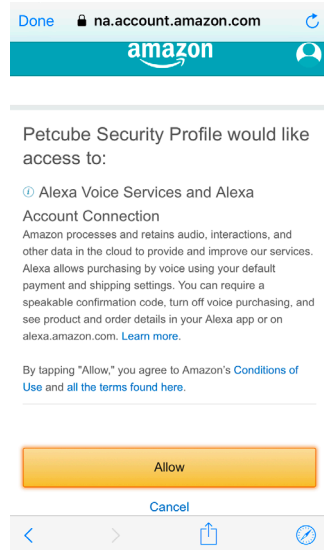 Done na.account.amazon.com
amazon
Petcube Security Profile would like
access to:
Alexa Voice Services and Alexa
Account Connection
Amazon processes and retains audio, interactions, and
other data in the cloud to provide and improve our services.
Alexa allows purchasing by voice using your default
payment and shipping settings. You can require a
speakable confirmation code, turn off voice purchasing, and
see product and order details in your Alexa app or on
alexa.amazon.com. Learn more.
By tapping "Allow," you agree to Amazon's Conditions of
Use and all the terms found here.
Allow
Cancel